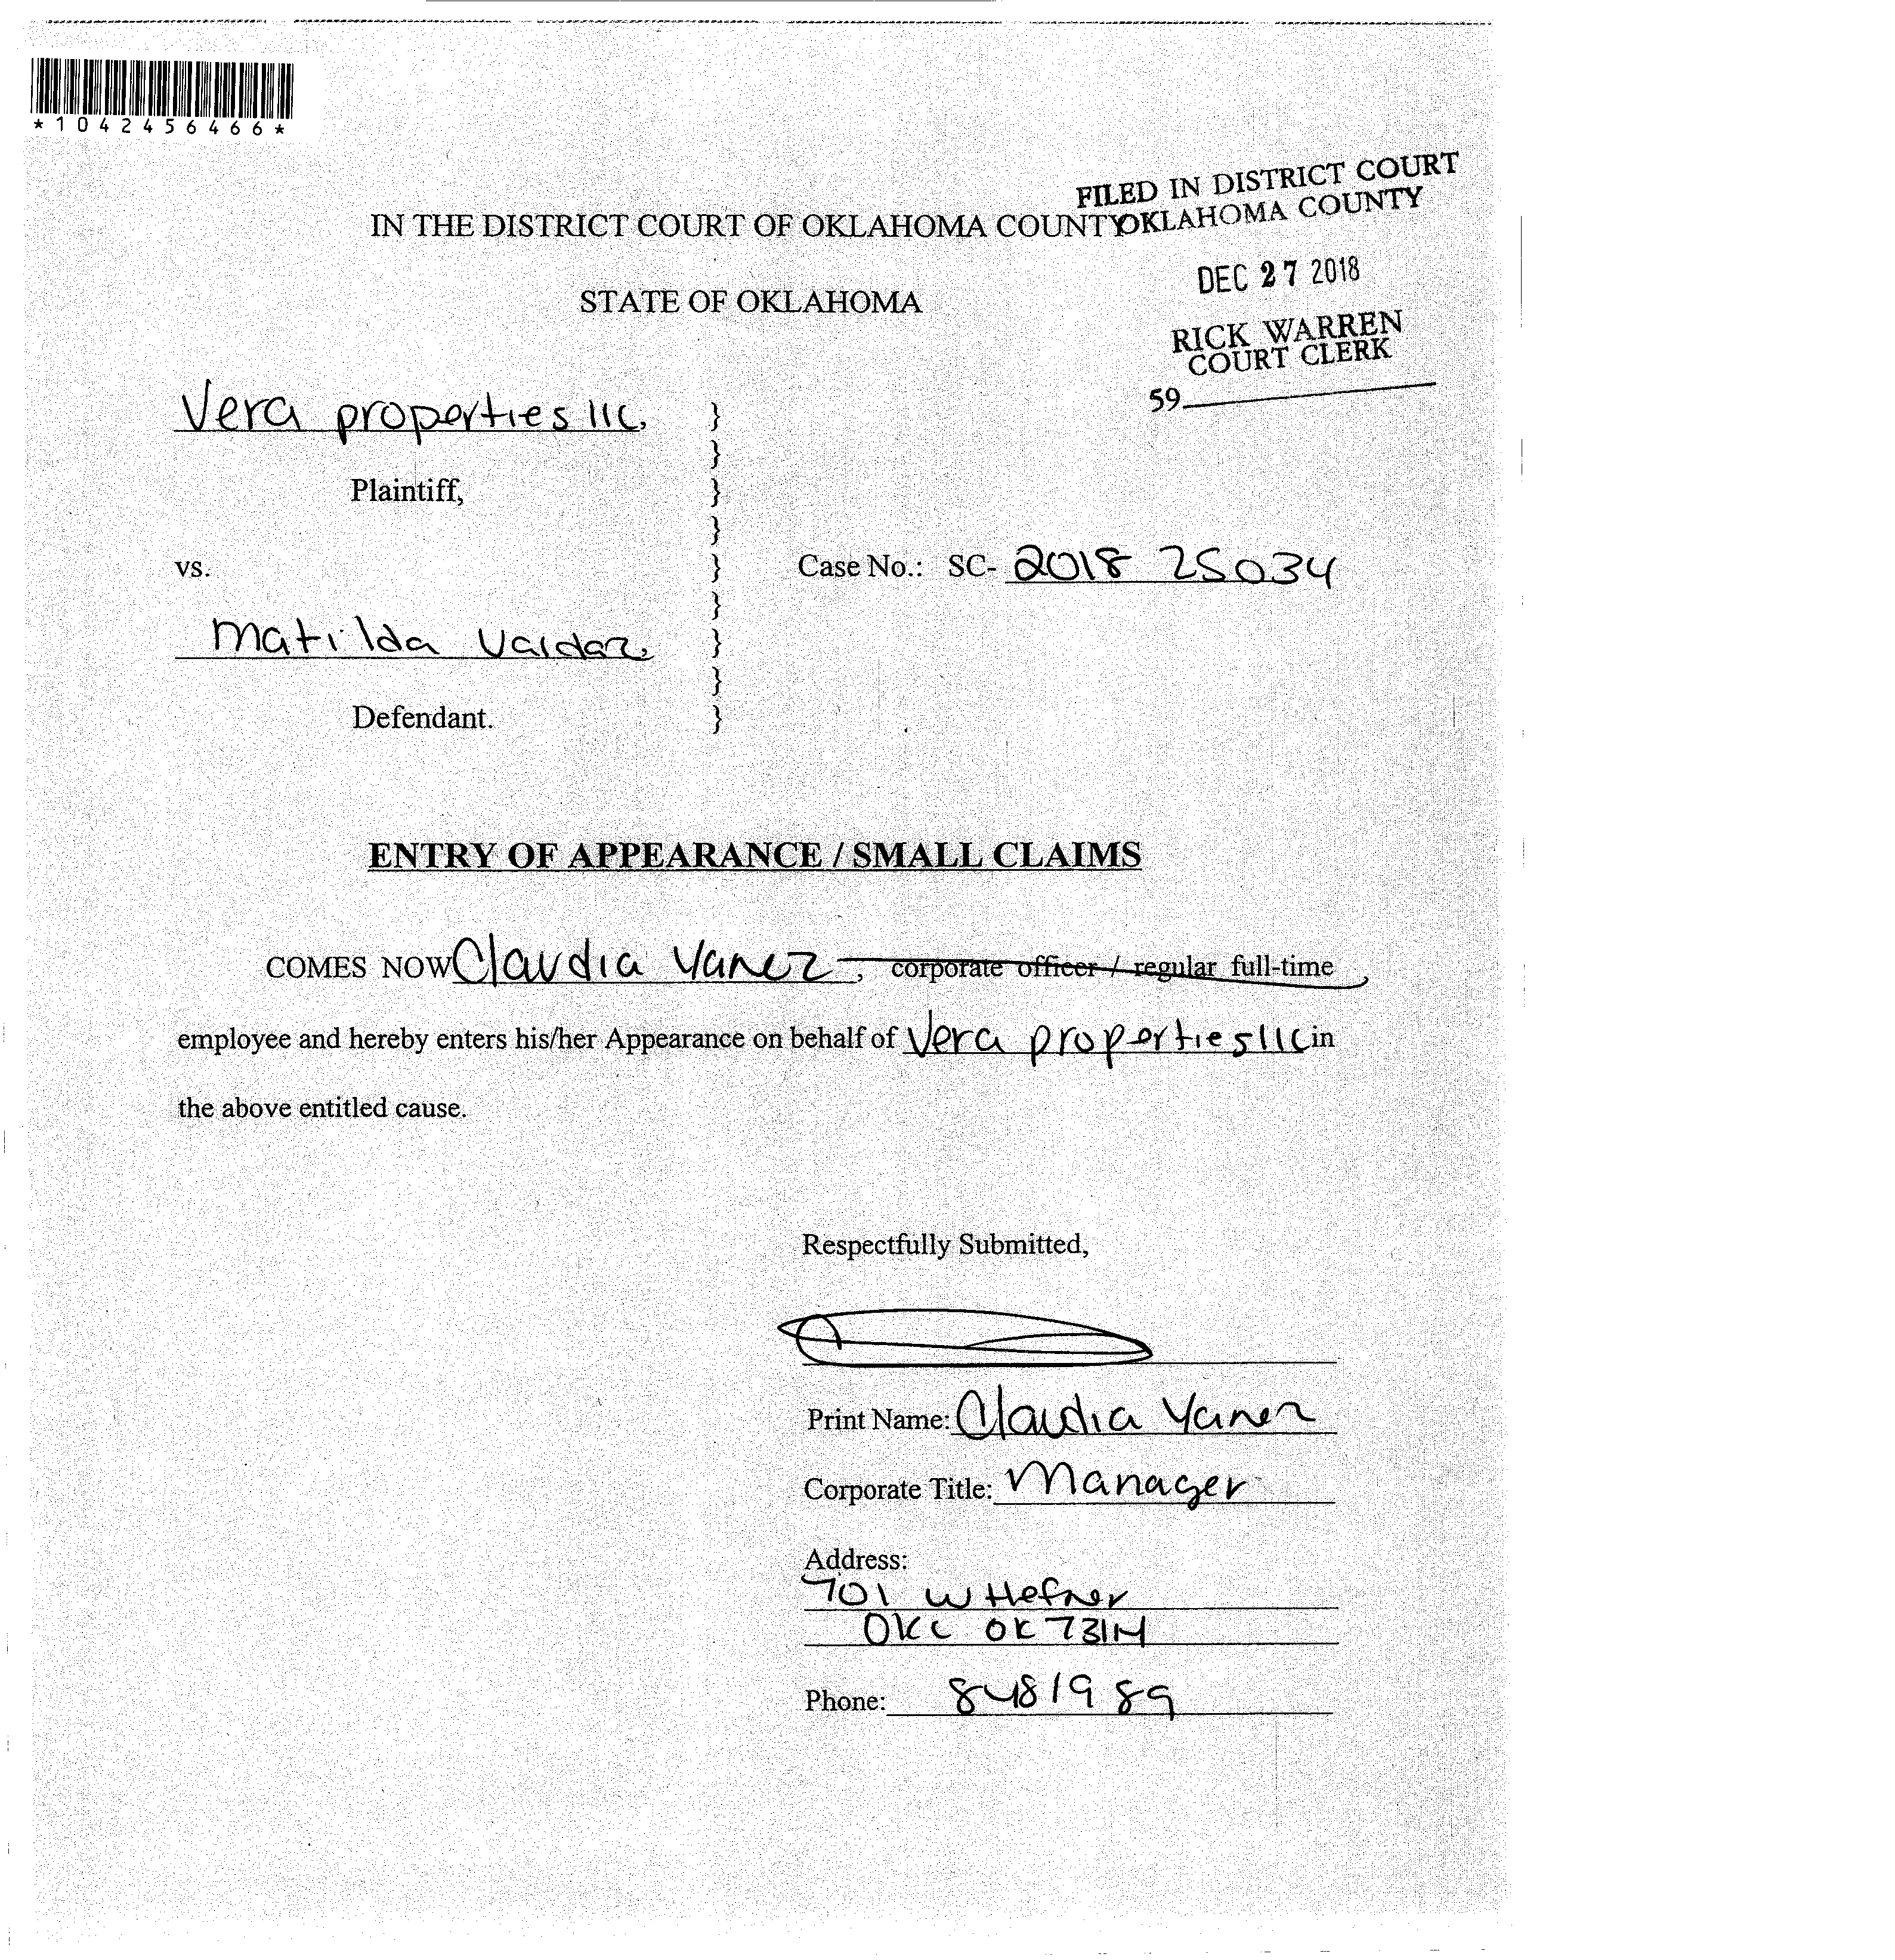 *1042456466*
FILED IN DISTRICT COURT
OKLAHOMA COUNTY
IN THE DISTRICT COURT OF OKLAHOMA COUNTY
DEC 27 2018
STATE OF OKLAHOMA
RICK WARREN
COURT CLERK
59
Vera properties llc,
}
}
Plaintiff,
}
}
vs.
}
Case No.: SC- 2018 25034
}
Matilda Valdaz,
}
}
Defendant.
}
ENTRY OF APPEARANCE / SMALL CLAIMS
COMES NOW Claudia Yanez, corporate officer / regular full-time
employee and hereby enters his/her Appearance on behalf of Vera properties llc in
the above entitled cause.
Respectfully Submitted,
Print Name: Claudia Yanez
Corporate Title: Manager
Address:
701 W Hefner
OKC OK 73114
Phone: 8481989